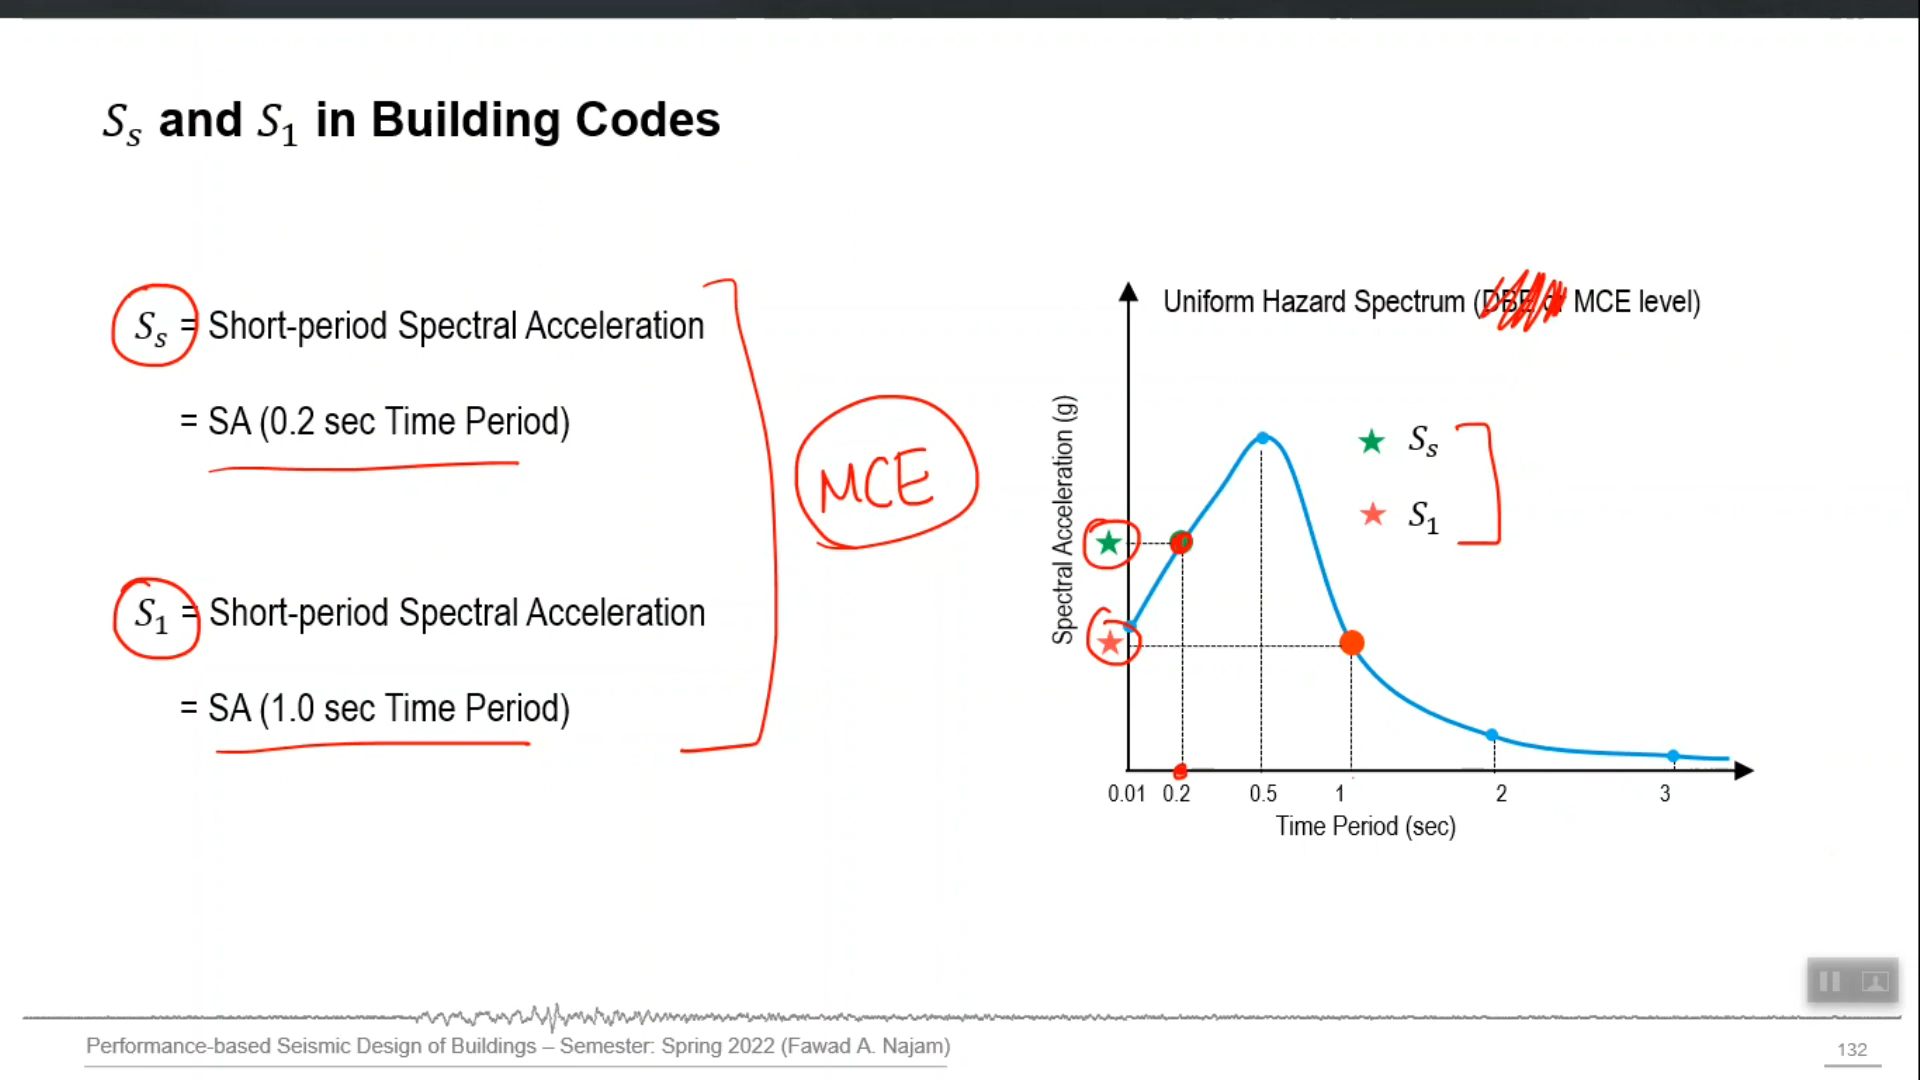 Sₛ and S₁ in Building Codes
Sₛ = Short-period Spectral Acceleration
= SA (0.2 sec Time Period)
S₁ = Short-period Spectral Acceleration
= SA (1.0 sec Time Period)
MCE
Uniform Hazard Spectrum (DBE or MCE level)
Spectral Acceleration (g)
Sₛ
S₁
0.01 0.2 0.5 1 2 3
Time Period (sec)
Performance-based Seismic Design of Buildings – Semester: Spring 2022 (Fawad A. Najam)
132